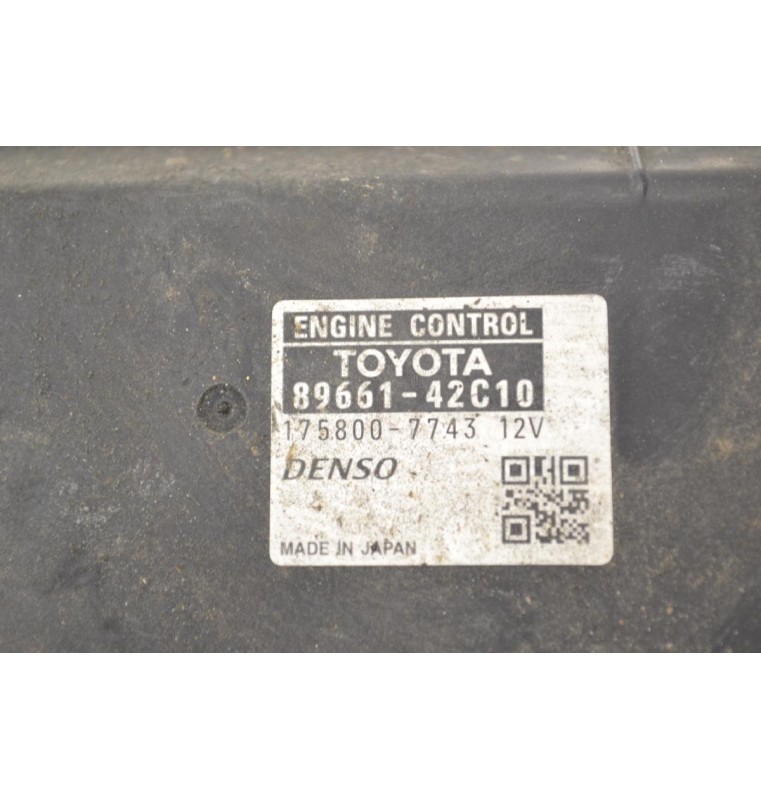 ENGINE CONTROL
TOYOTA
89661-42C10
175800-7743 12V
DENSO
MADE IN JAPAN